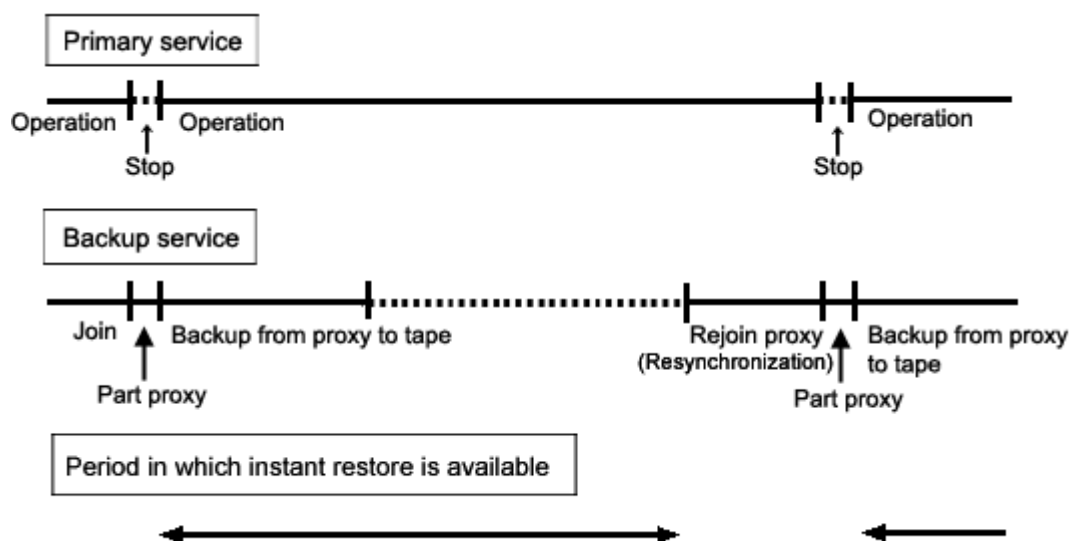 Primary service
Operation
Operation
Operation
Stop
Stop
Backup service
Join
Backup from proxy to tape
Rejoin proxy
(Resynchronization)
Backup from proxy
to tape
Part proxy
Part proxy
Period in which instant restore is available